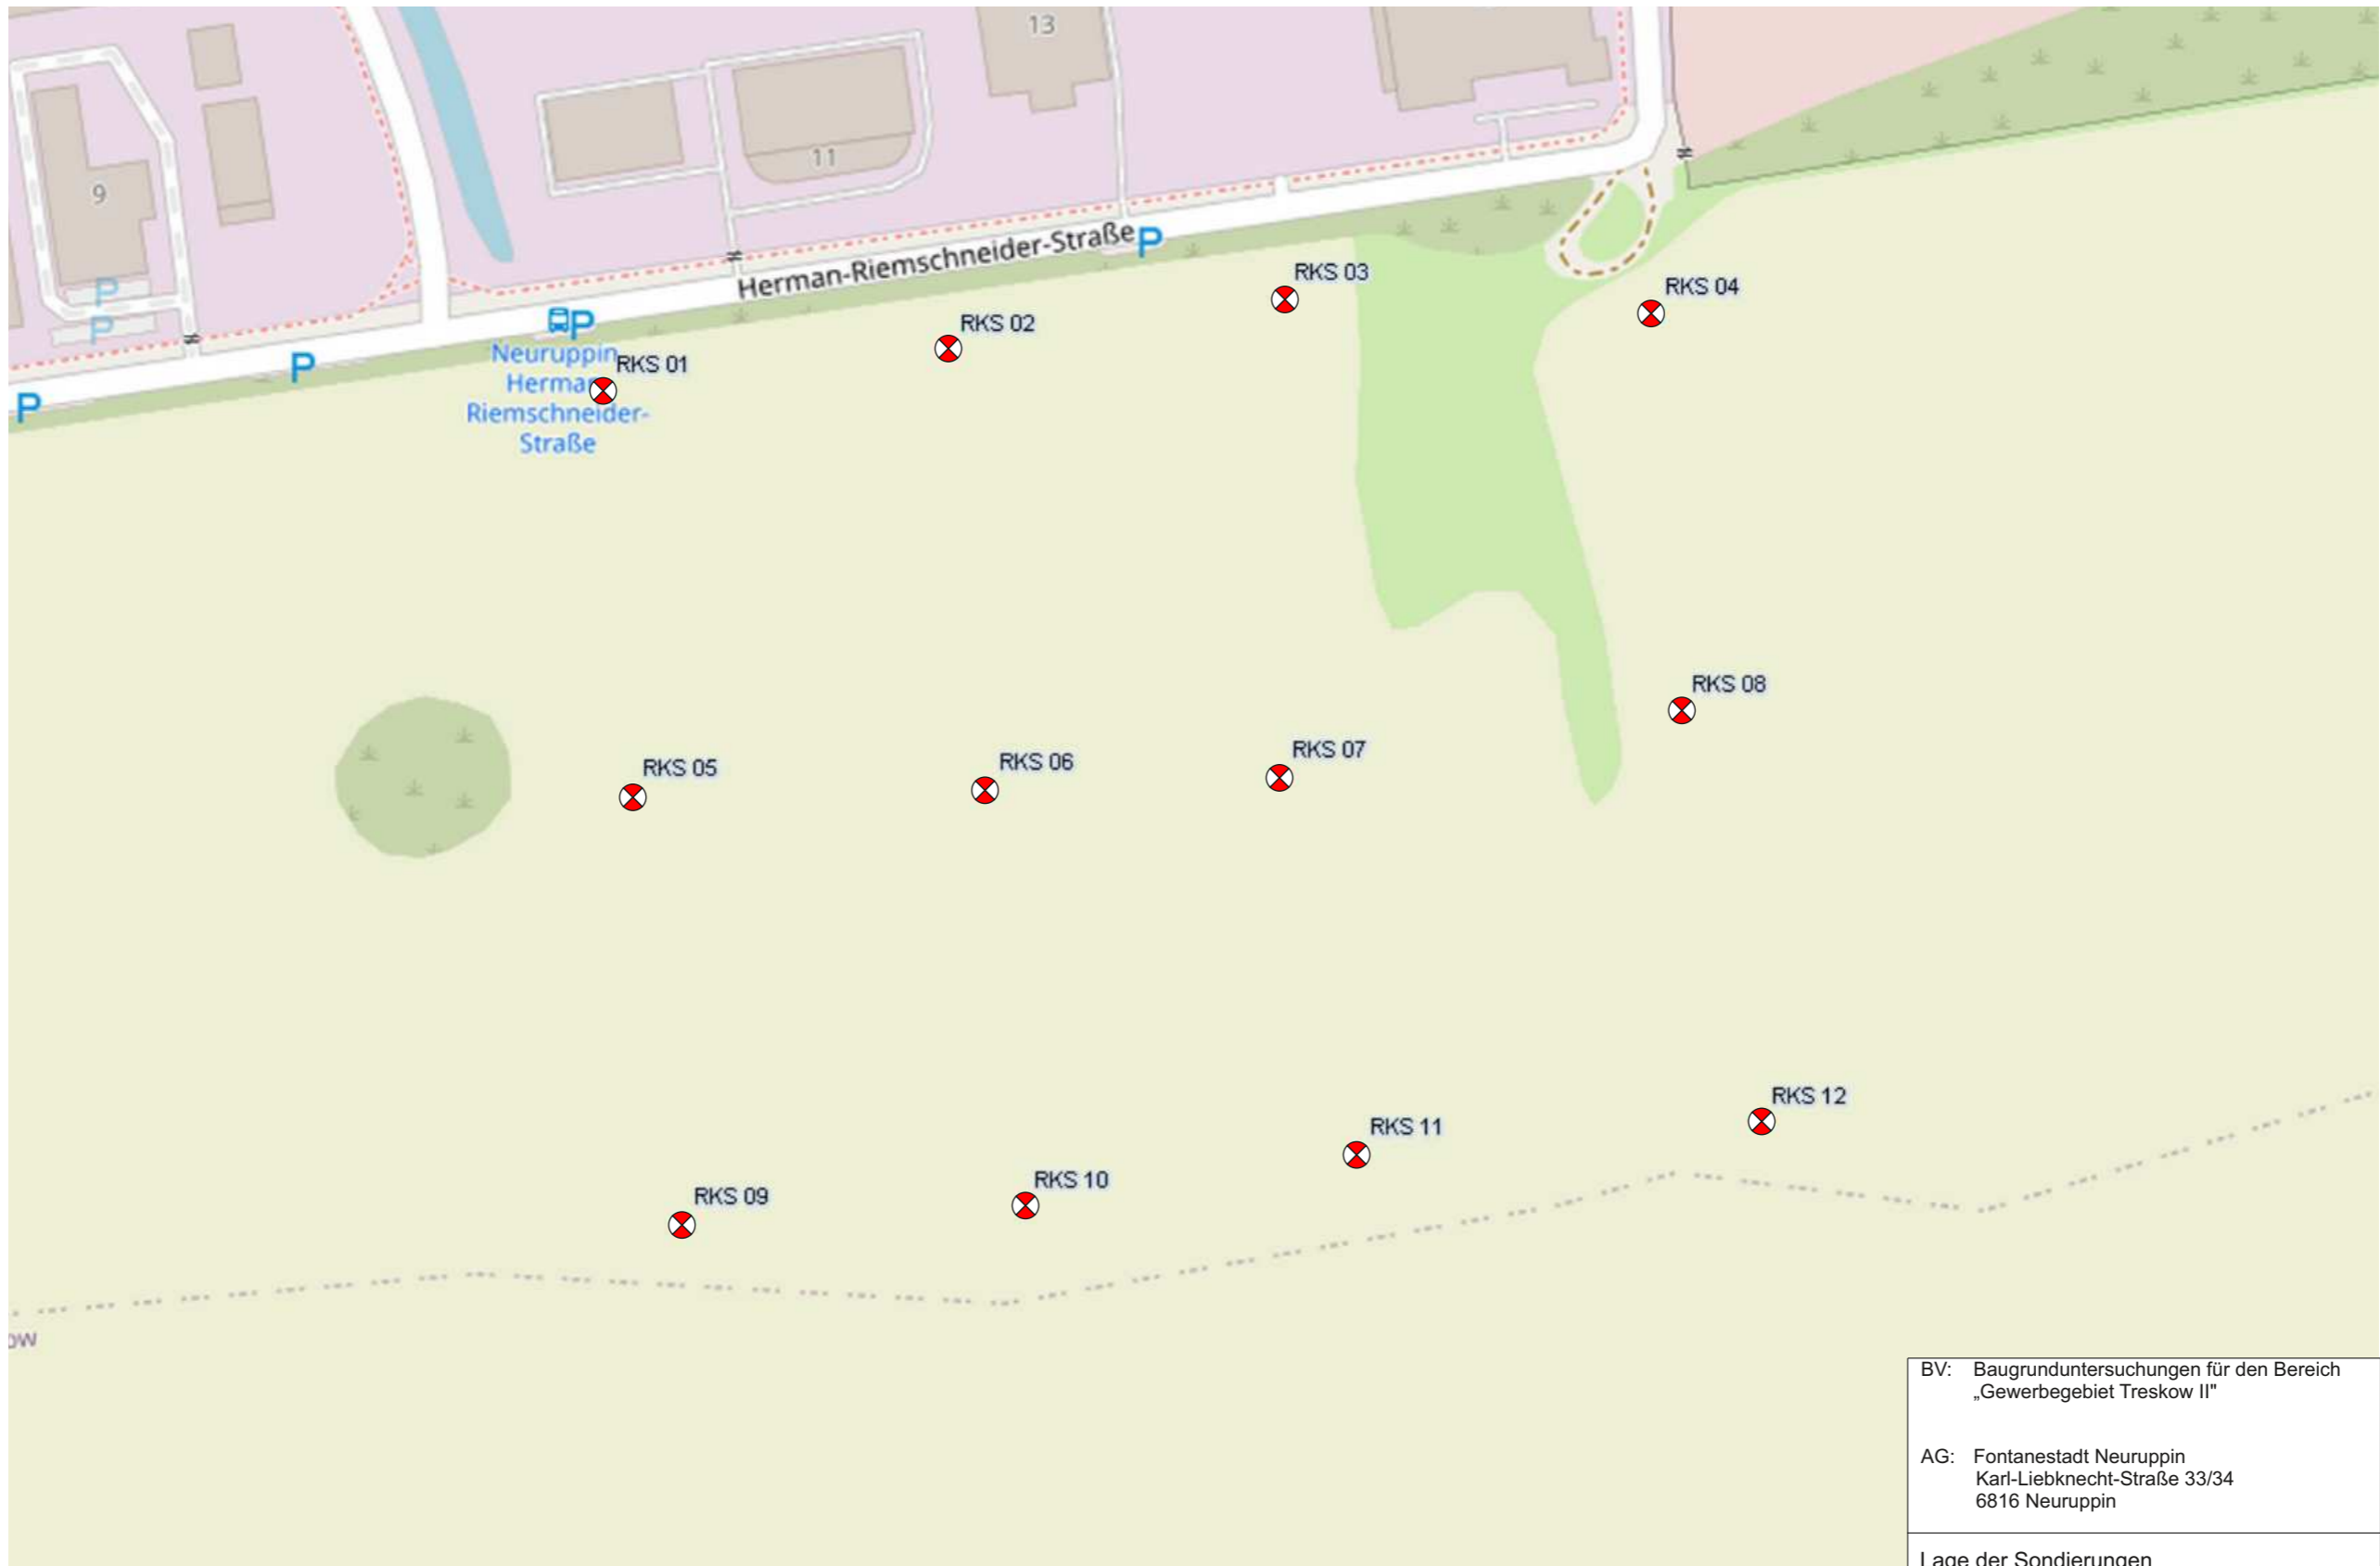 13
11
9
P
Herman-Riemschneider-Straße
P
P
P
P
P
Neuruppin
Herman-
Riemschneider-
Straße
RKS 01
RKS 02
RKS 03
RKS 04
RKS 05
RKS 06
RKS 07
RKS 08
RKS 09
RKS 10
RKS 11
RKS 12
ow
BV: Baugrunduntersuchungen für den Bereich
„Gewerbegebiet Treskow II"
AG: Fontanestadt Neuruppin
Karl-Liebknecht-Straße 33/34
6816 Neuruppin
Lage der Sondierungen